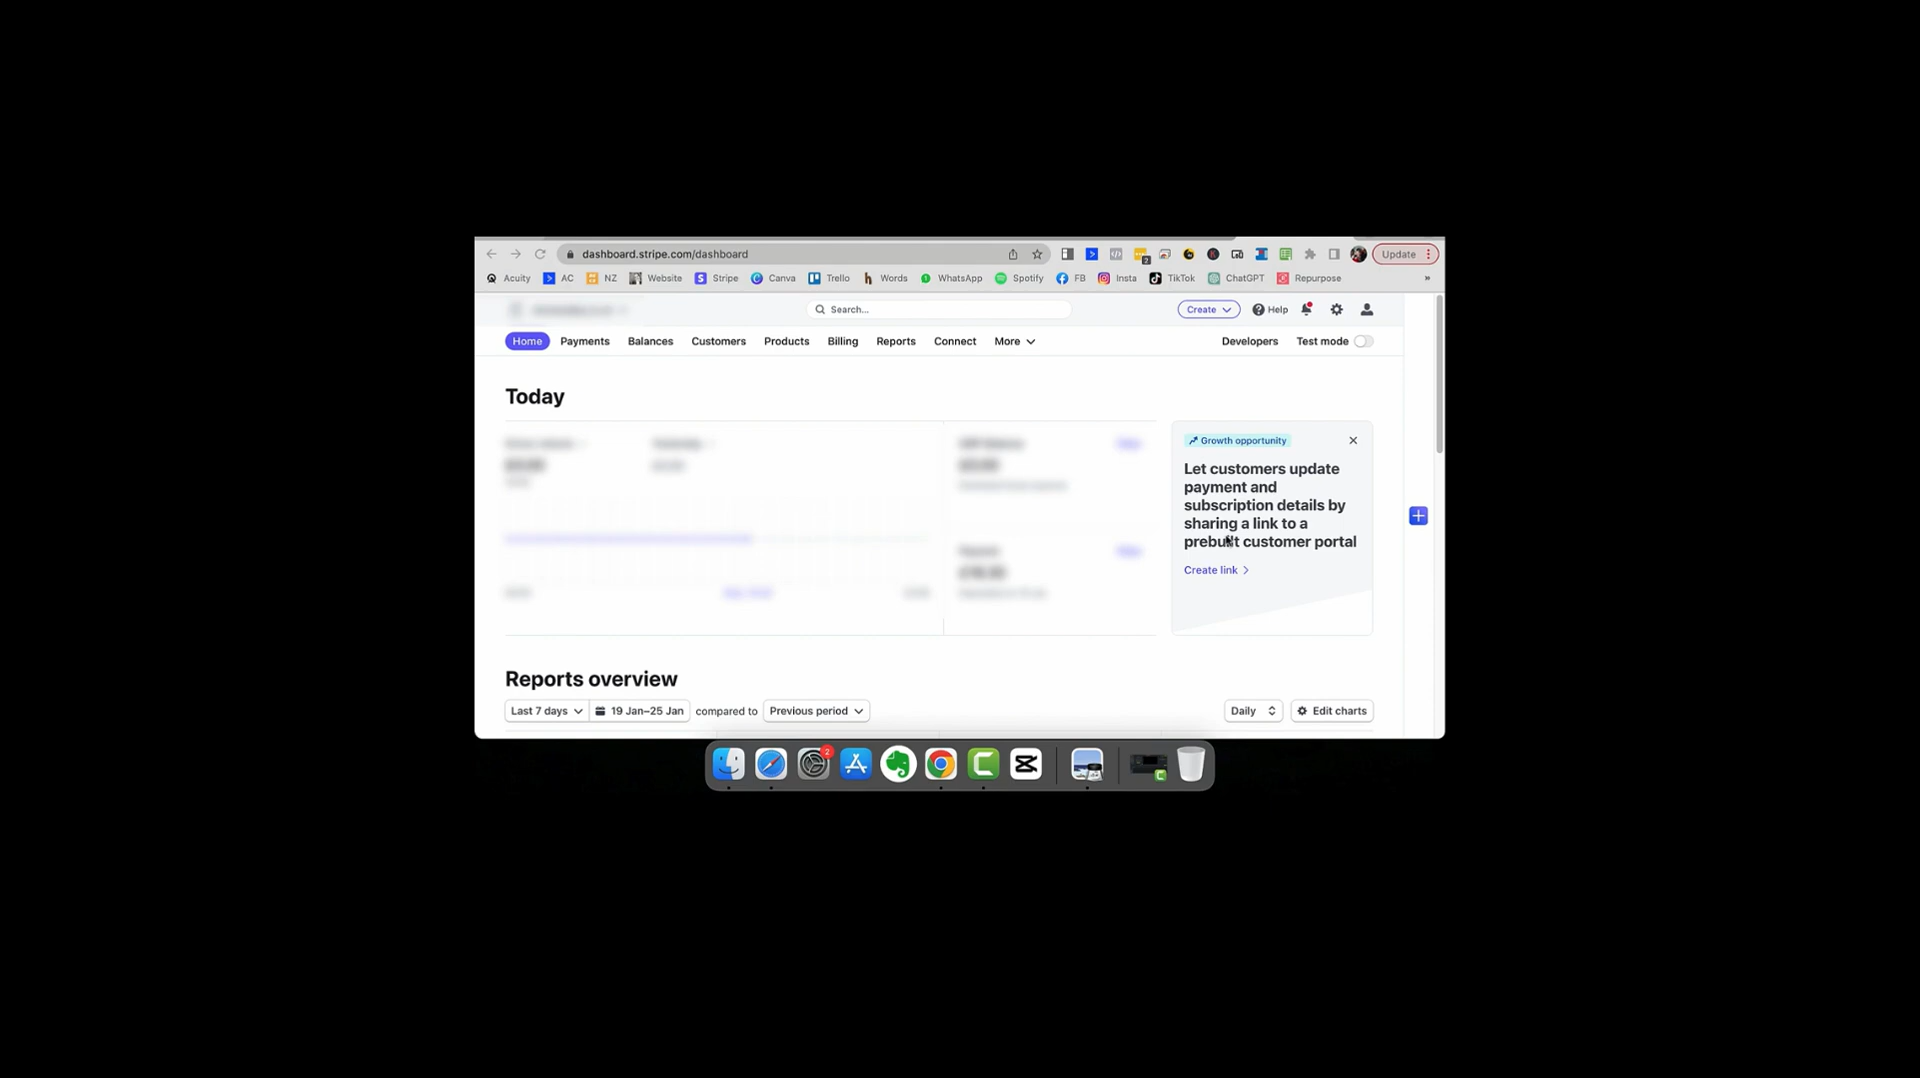 dashboard.stripe.com/dashboard
2
Update
Acuity AC NZ Website Stripe Canva Trello Words WhatsApp Spotify FB Insta TikTok ChatGPT Repurpose »
Search...
Create
Help
Home Payments Balances Customers Products Billing Reports Connect More
Developers Test mode
Today
Growth opportunity
Let customers update
payment and
subscription details by
sharing a link to a
prebuilt customer portal
Create link
Reports overview
Last 7 days 19 Jan–25 Jan compared to Previous period
Daily Edit charts
2